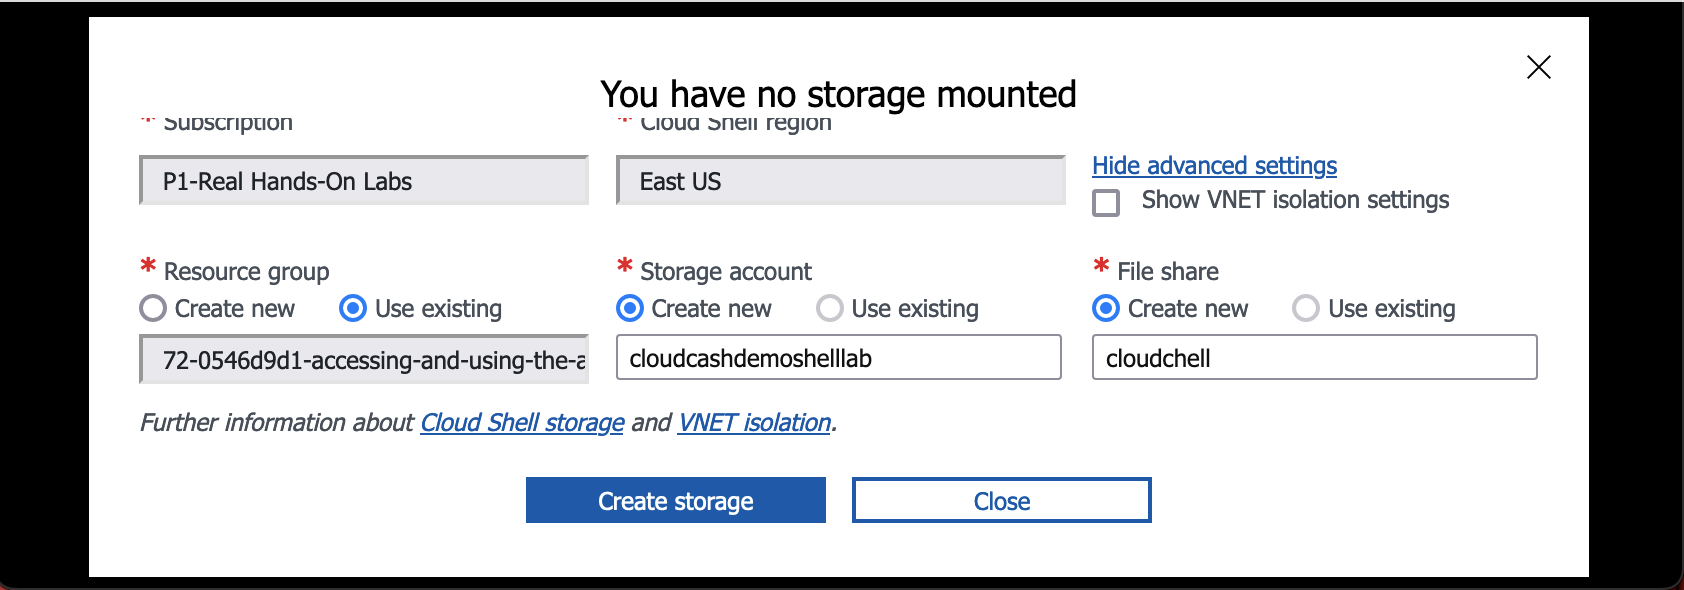 You have no storage mounted
* Subscription
* Cloud Shell region
P1-Real Hands-On Labs
East US
Hide advanced settings
Show VNET isolation settings
* Resource group
Create new
Use existing
72-0546d9d1-accessing-and-using-the-a
* Storage account
Create new
Use existing
cloudcashdemoshelllab
* File share
Create new
Use existing
cloudchell
Further information about Cloud Shell storage and VNET isolation.
Create storage
Close